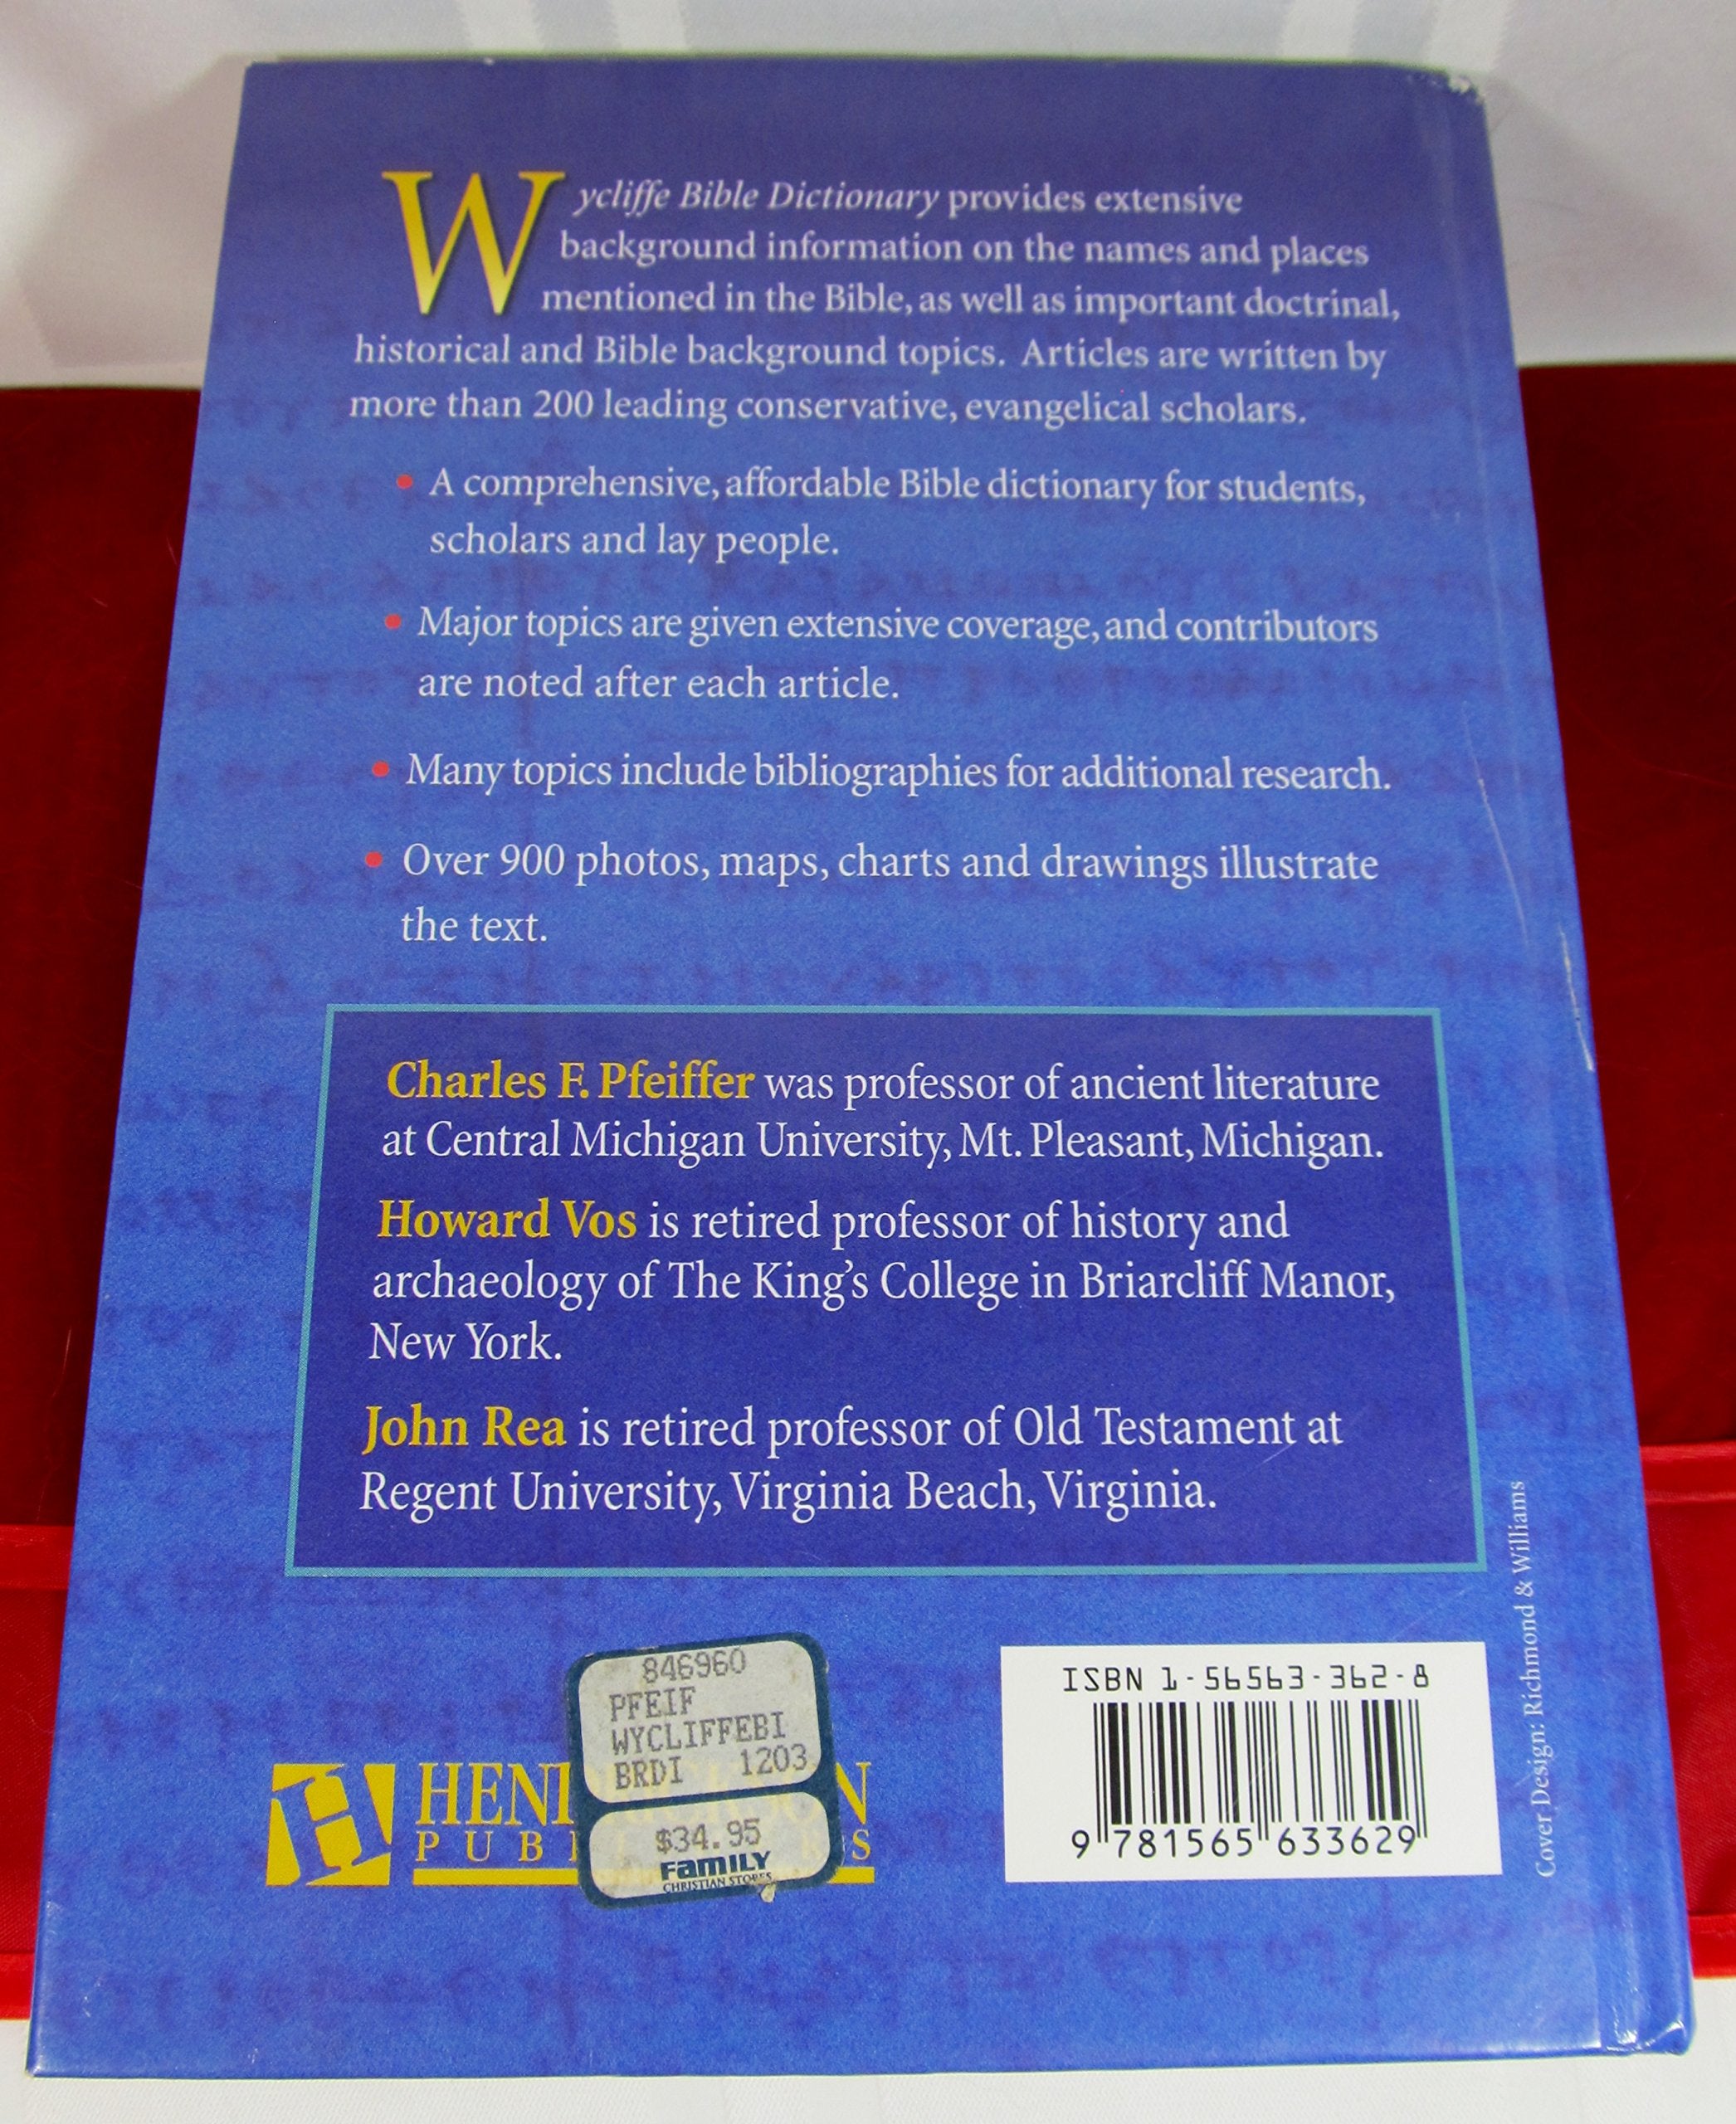 Wycliffe Bible Dictionary provides extensive
background information on the names and places
mentioned in the Bible, as well as important doctrinal,
historical and Bible background topics. Articles are written by
more than 200 leading conservative, evangelical scholars.
• A comprehensive, affordable Bible dictionary for students,
scholars and lay people.
• Major topics are given extensive coverage, and contributors
are noted after each article.
• Many topics include bibliographies for additional research.
• Over 900 photos, maps, charts and drawings illustrate
the text.
Charles F. Pfeiffer was professor of ancient literature
at Central Michigan University, Mt. Pleasant, Michigan.
Howard Vos is retired professor of history and
archaeology of The King's College in Briarcliff Manor,
New York.
John Rea is retired professor of Old Testament at
Regent University, Virginia Beach, Virginia.
846960
PFEIF
WYCLIFFEBI
BRDI 1203
$34.95
FAMILY
CHRISTIAN STORES
H
ISBN 1-56563-362-8
9 781565 633629
Cover Design: Richmond & Williams